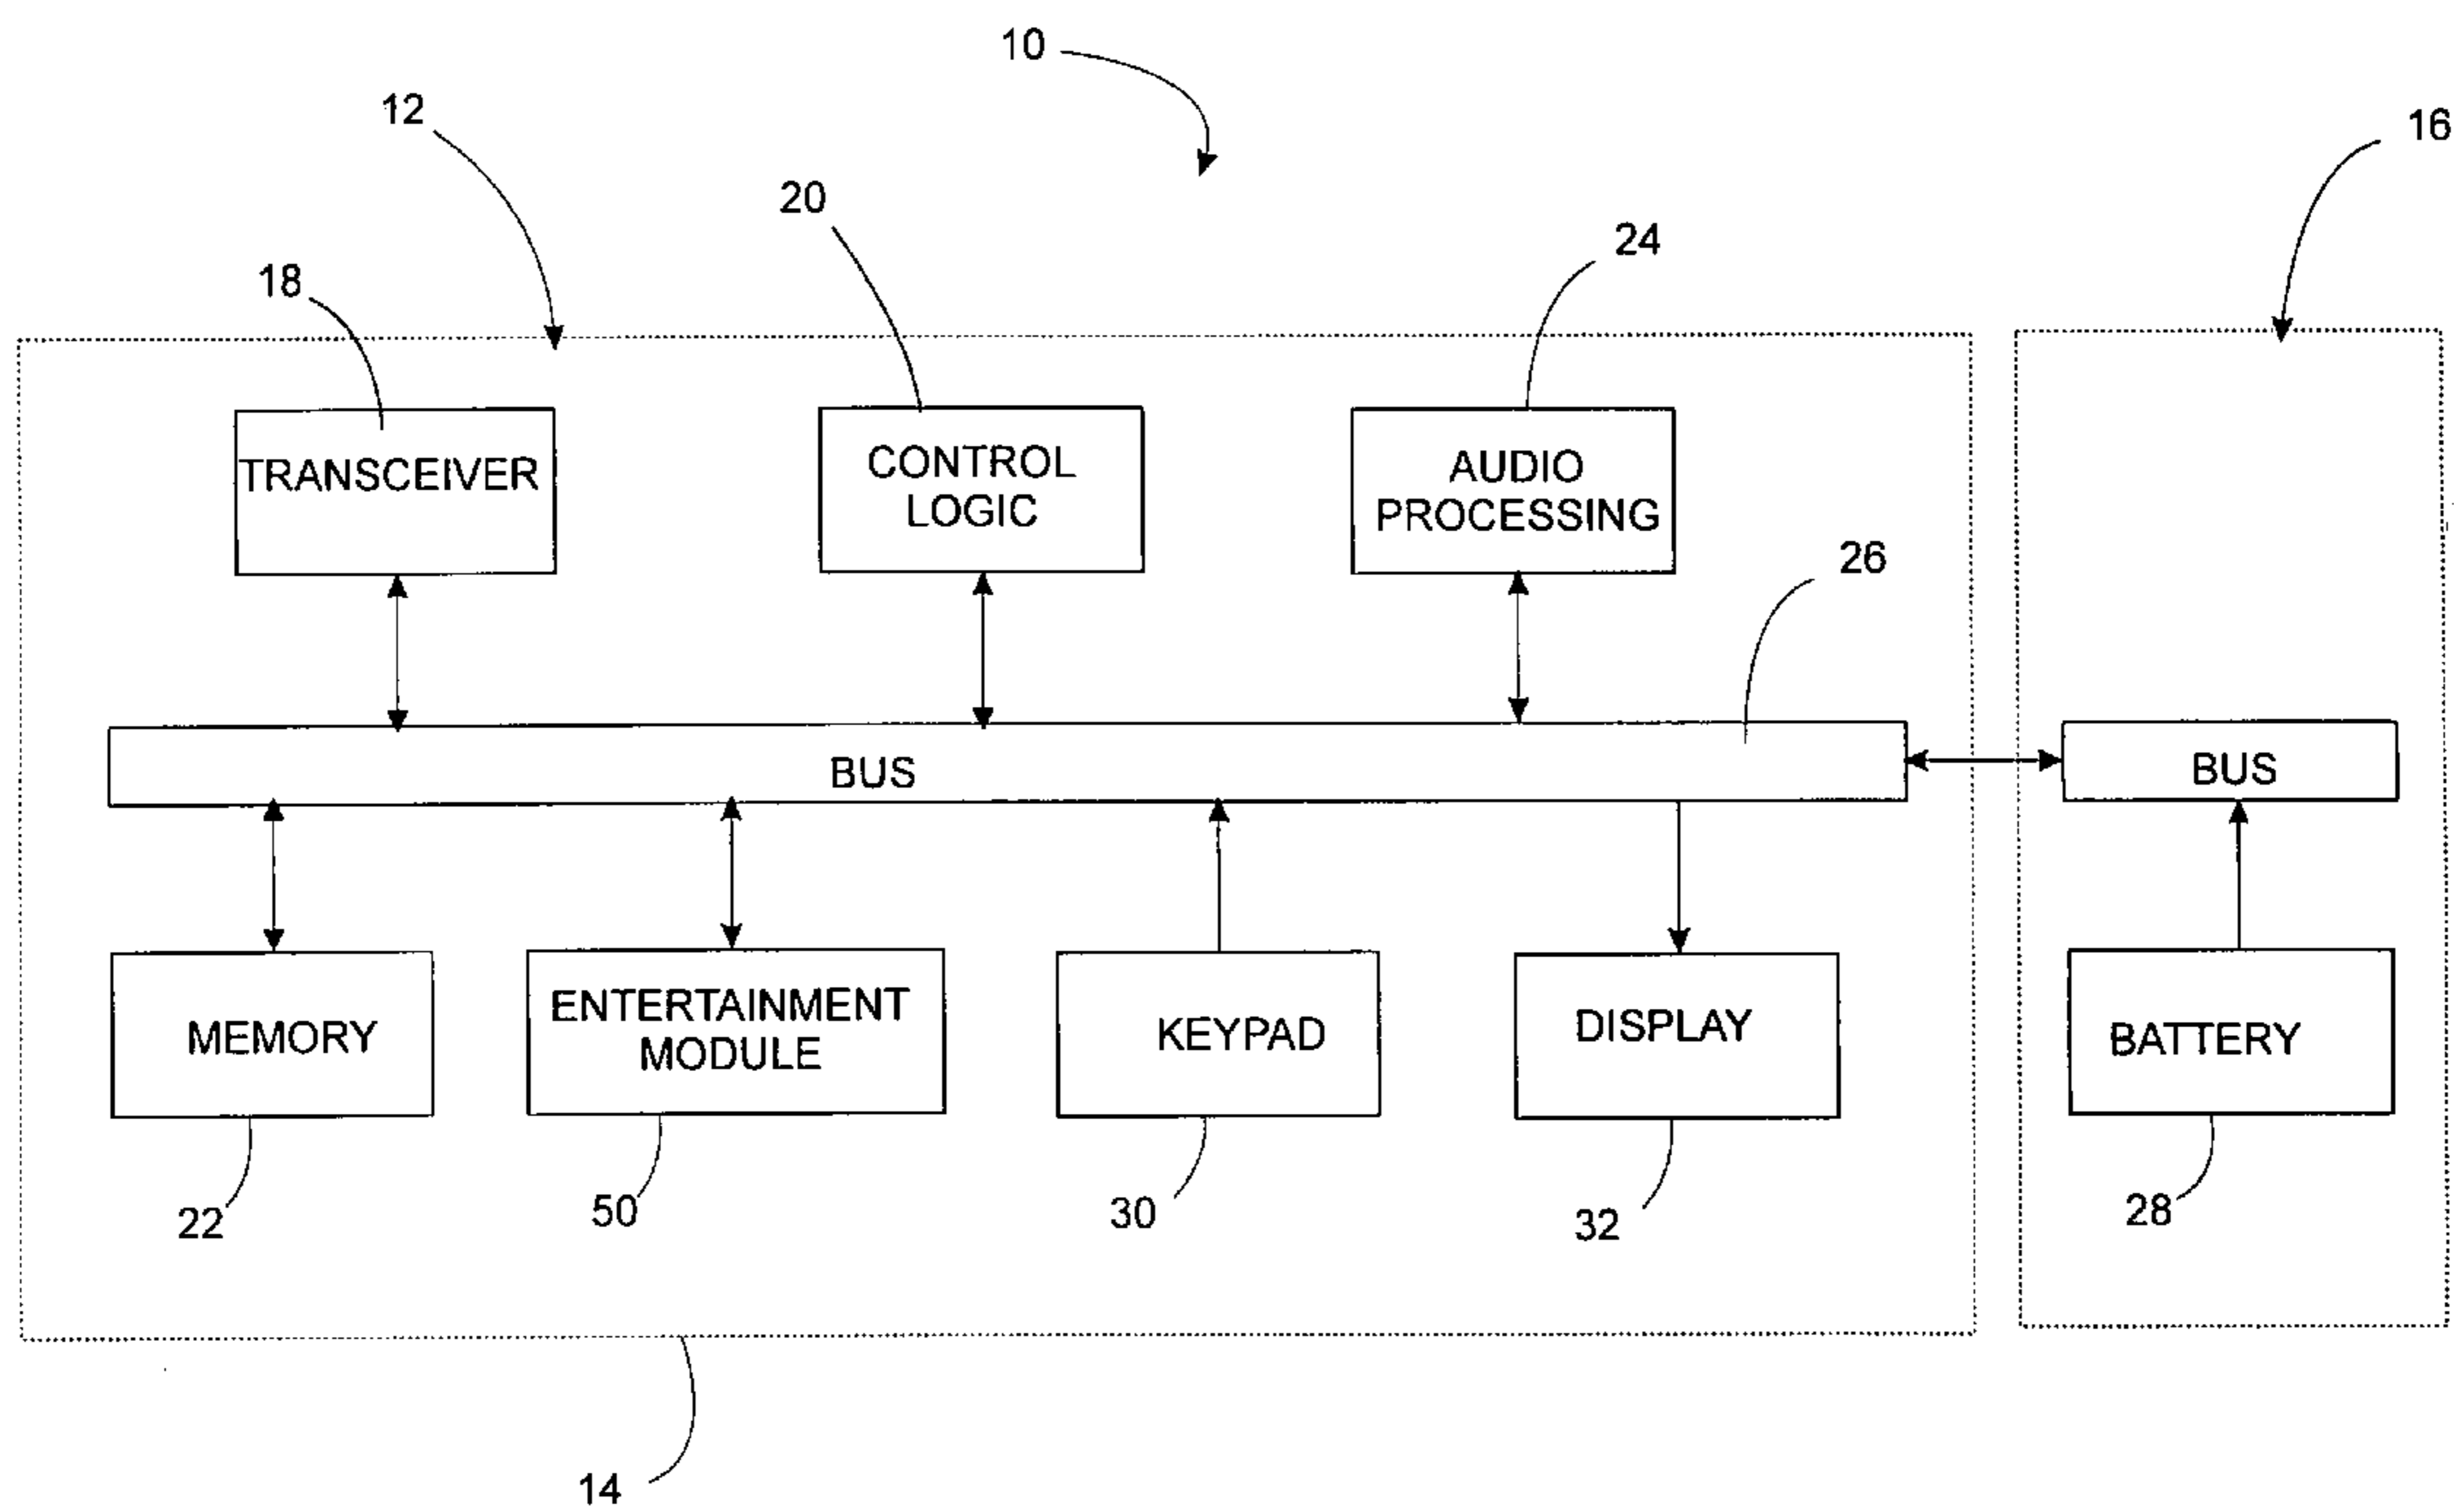 10
12
16
20
24
18
TRANSCEIVER
CONTROL
LOGIC
AUDIO
PROCESSING
26
BUS
BUS
MEMORY
ENTERTAINMENT
MODULE
KEYPAD
DISPLAY
BATTERY
22
50
30
32
28
14